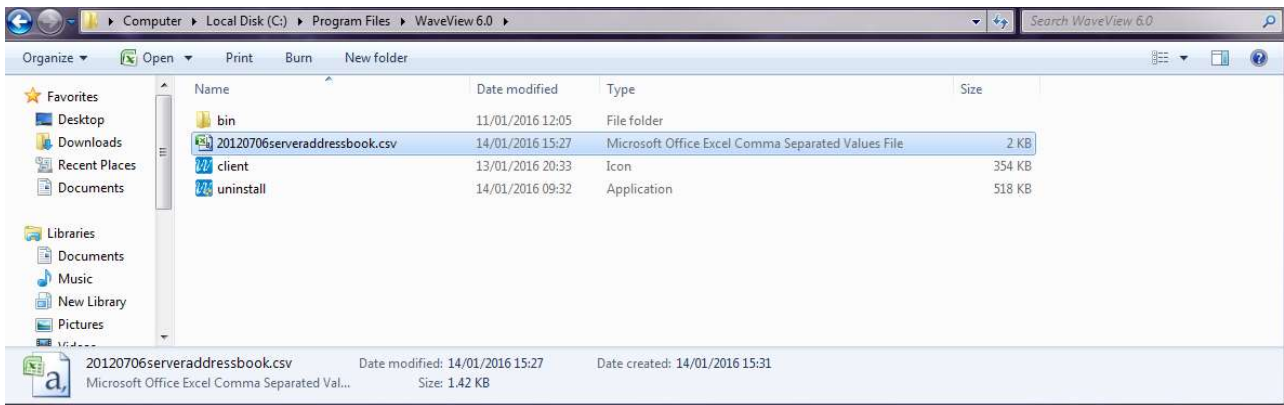 Computer Local Disk (C:) Program Files WaveView 6.0 Search WaveView 6.0
Organize Open Print Burn New folder
Favorites
Desktop
Downloads
Recent Places
Documents
Libraries
Documents
Music
New Library
Pictures
Name Date modified Type Size
bin 11/01/2016 12:05 File folder
20120706serveraddressbook.csv 14/01/2016 15:27 Microsoft Office Excel Comma Separated Values File 2 KB
client 13/01/2016 20:33 Icon 354 KB
uninstall 14/01/2016 09:32 Application 518 KB
20120706serveraddressbook.csv Date modified: 14/01/2016 15:27 Date created: 14/01/2016 15:31
Microsoft Office Excel Comma Separated Val... Size: 1.42 KB